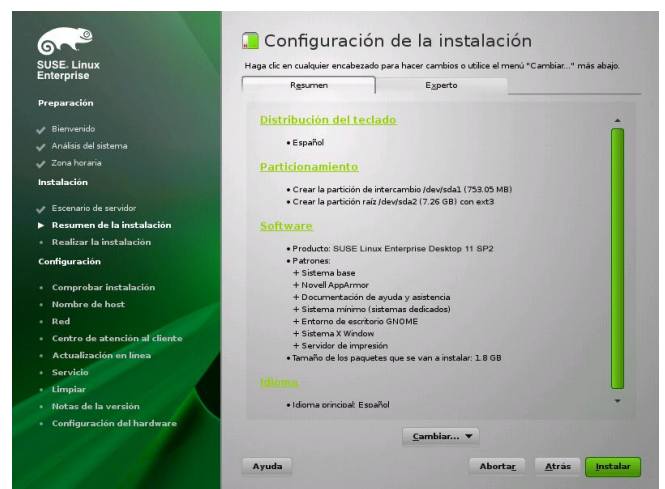 SUSE. Linux
Enterprise
Preparación
Bienvenido
Análisis del sistema
Zona horaria
Instalación
Escenario de servidor
Resumen de la instalación
Realizar la instalación
Configuración
Comprobar instalación
Nombre de host
Red
Centro de atención al cliente
Actualización en línea
Servicio
Limpiar
Notas de la versión
Configuración del hardware
Configuración de la instalación
Haga clic en cualquier encabezado para hacer cambios o utilice el menú "Cambiar..." más abajo.
Resumen
Experto
Distribución del teclado
• Español
Particionamiento
• Crear la partición de intercambio /dev/sda1 (753.05 MB)
• Crear la partición raíz /dev/sda2 (7.26 GB) con ext3
Software
• Producto: SUSE Linux Enterprise Desktop 11 SP2
• Patrones:
+ Sistema base
+ Novell AppArmor
+ Documentación de ayuda y asistencia
+ Sistema mínimo (sistemas dedicados)
+ Entorno de escritorio GNOME
+ Sistema X Window
+ Servidor de impresión
• Tamaño de los paquetes que se van a instalar: 1.8 GB
Idioma
• Idioma principal: Español
Cambiar...
Ayuda
Abortar
Atrás
Instalar